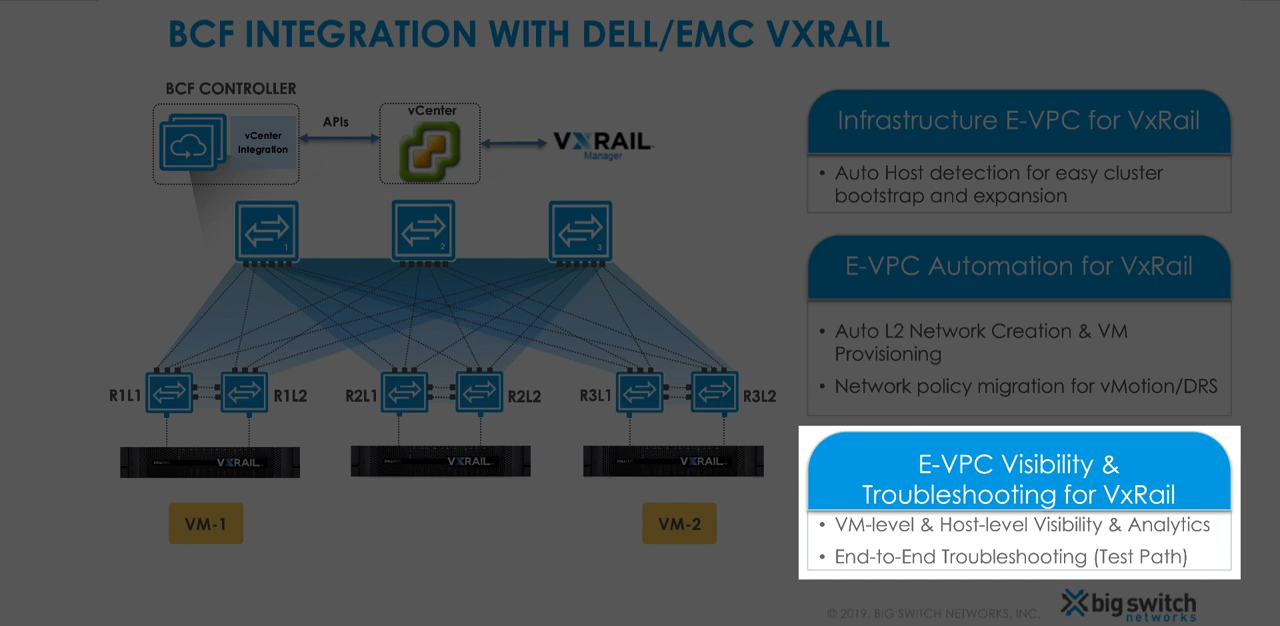 BCF INTEGRATION WITH DELL/EMC VXRAIL
BCF CONTROLLER
vCenter
Integration
APIs
vCenter
VXRAIL
Manager
1
2
3
R1L1
R1L2
R2L1
R2L2
R3L1
R3L2
VXRAIL
VXRAIL
VXRAIL
VM-1
VM-2
Infrastructure E-VPC for VxRail
• Auto Host detection for easy cluster
bootstrap and expansion
E-VPC Automation for VxRail
• Auto L2 Network Creation & VM
Provisioning
• Network policy migration for vMotion/DRS
E-VPC Visibility &
Troubleshooting for VxRail
• VM-level & Host-level Visibility & Analytics
• End-to-End Troubleshooting (Test Path)
© 2019, BIG SWITCH NETWORKS, INC.
big switch
networks